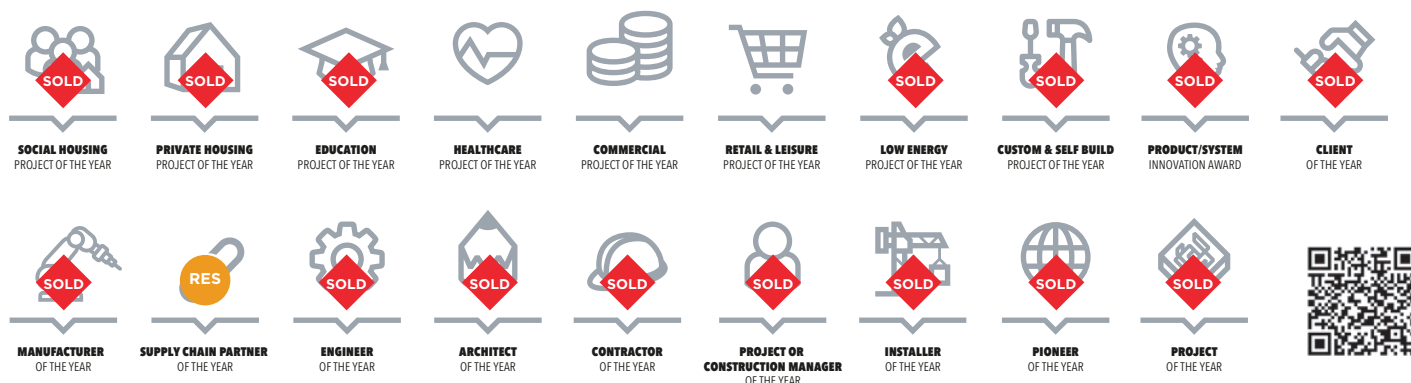 SOLD
SOLD
SOLD
SOLD
SOLD
SOLD
SOLD
SOCIAL HOUSING
PROJECT OF THE YEAR
PRIVATE HOUSING
PROJECT OF THE YEAR
EDUCATION
PROJECT OF THE YEAR
HEALTHCARE
PROJECT OF THE YEAR
COMMERCIAL
PROJECT OF THE YEAR
RETAIL & LEISURE
PROJECT OF THE YEAR
LOW ENERGY
PROJECT OF THE YEAR
CUSTOM & SELF BUILD
PROJECT OF THE YEAR
PRODUCT/SYSTEM
INNOVATION AWARD
CLIENT
OF THE YEAR
SOLD
RES
SOLD
SOLD
SOLD
SOLD
SOLD
SOLD
SOLD
MANUFACTURER
OF THE YEAR
SUPPLY CHAIN PARTNER
OF THE YEAR
ENGINEER
OF THE YEAR
ARCHITECT
OF THE YEAR
CONTRACTOR
OF THE YEAR
PROJECT OR
CONSTRUCTION MANAGER
OF THE YEAR
INSTALLER
OF THE YEAR
PIONEER
OF THE YEAR
PROJECT
OF THE YEAR